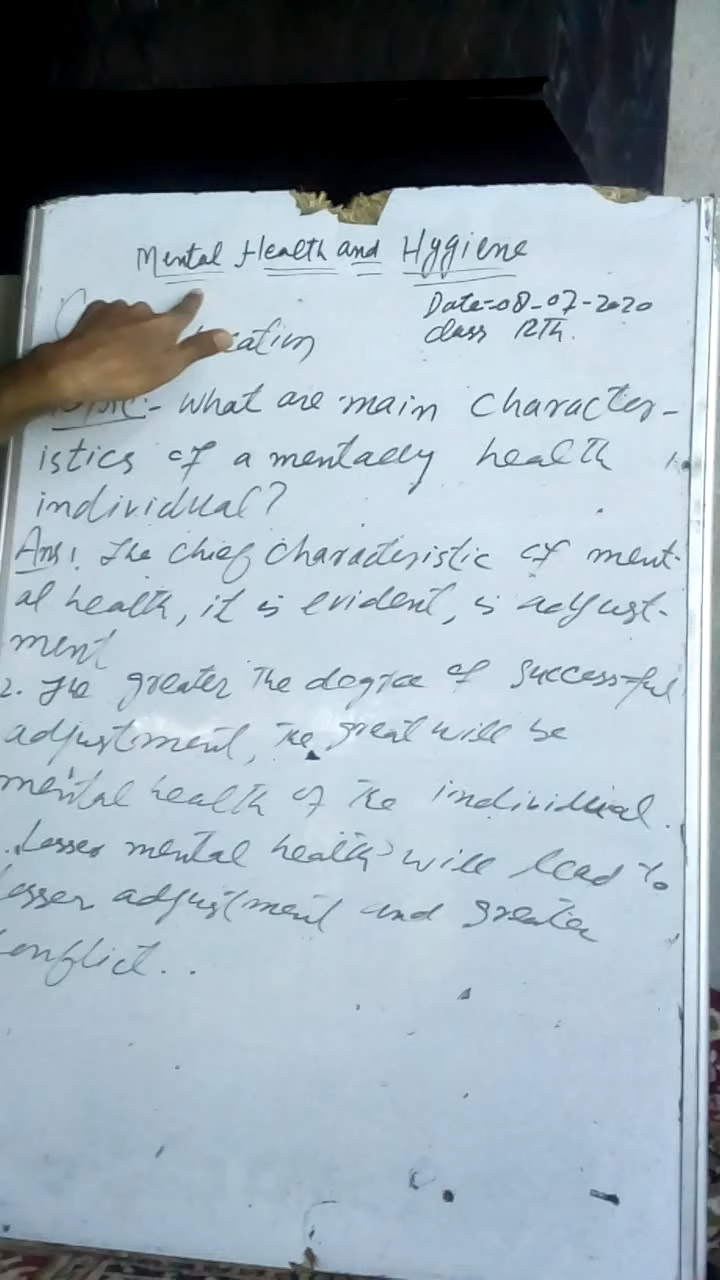 Mental Health and Hygiene
Date:-08-07-2020
class 12Th.
Topic:- What are main character-
istics of a mentally health
individual?
Ans 1. The chief characteristic of ment-
al health, it is evident, is adjust-
ment
2. The greater The degree of successful
adjustment, The great will be
mental health of The individual.
. Lesser mental health will lead to
lesser adjustment and greater
conflict..